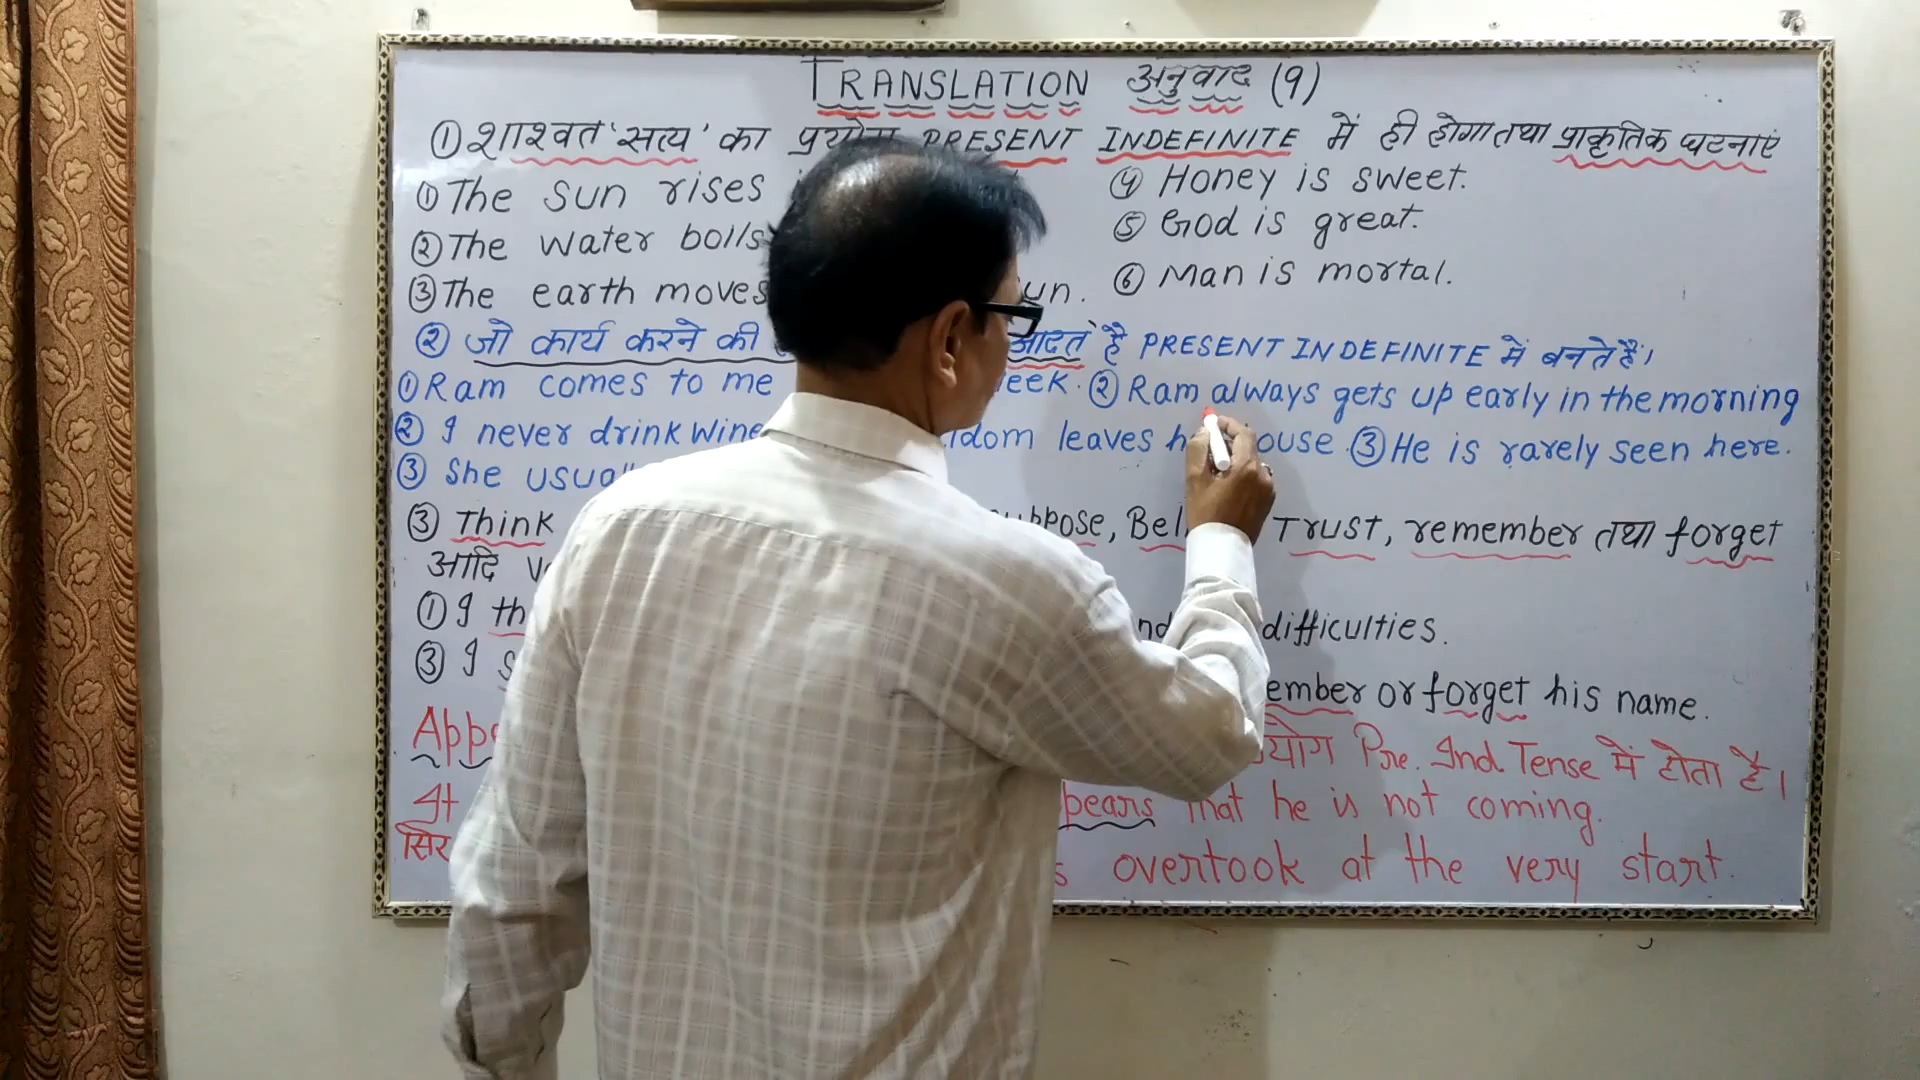 TRANSLATION अनुवाद (9)
① शाश्वत 'सत्य' का प्रयोग PRESENT INDEFINITE में ही होगा तथा प्राकृतिक घटनाएं
① The sun rises
④ Honey is sweet.
② The water boils
⑤ God is great.
③ The earth moves un.
⑥ Man is mortal.
② जो कार्य करने की आदत है PRESENT INDEFINITE में बनते हैं।
① Ram comes to me eek. ② Ram always gets up early in the morning
② I never drink wine ldom leaves h ouse. ③ He is rarely seen here.
③ She usual
③ Think uppose, Bel Trust, remember तथा forget
आदि v
① I th nd difficulties.
③ I s ember or forget his name.
Appe योग Pre. Ind. Tense में होता है।
It pears that he is not coming.
सिर s overtook at the very start.